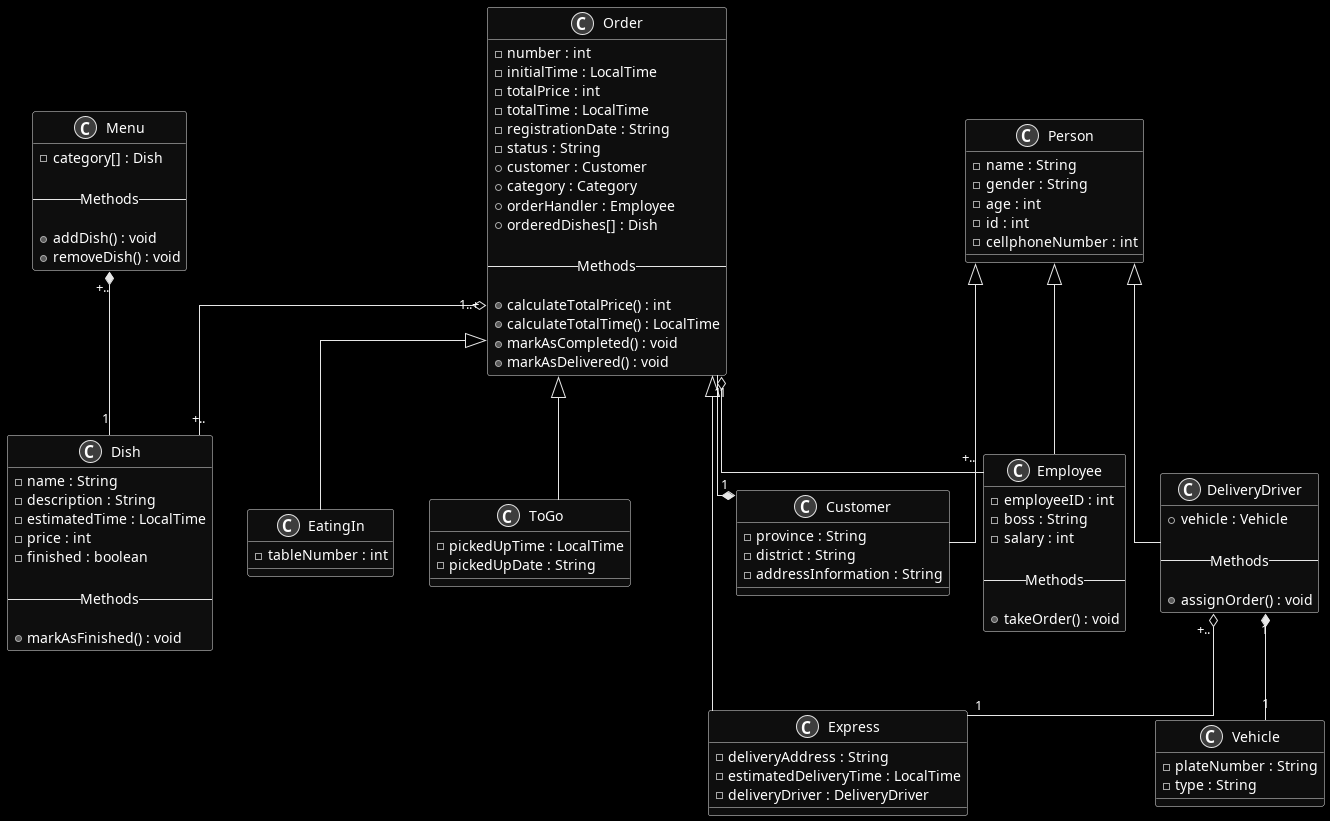 C Order
number : int
initialTime : LocalTime
totalPrice : int
totalTime : LocalTime
registrationDate : String
status : String
customer : Customer
category : Category
orderHandler : Employee
orderedDishes[] : Dish
Methods
calculateTotalPrice() : int
calculateTotalTime() : LocalTime
markAsCompleted() : void
markAsDelivered() : void
C Menu
category[] : Dish
Methods
addDish() : void
removeDish() : void
C Person
name : String
gender : String
age : int
id : int
cellphoneNumber : int
+..
1..+
1
+..
1
+..
1
C Dish
name : String
description : String
estimatedTime : LocalTime
price : int
finished : boolean
Methods
markAsFinished() : void
C EatingIn
tableNumber : int
C ToGo
pickedUpTime : LocalTime
pickedUpDate : String
C Customer
province : String
district : String
addressInformation : String
C Employee
employeeID : int
boss : String
salary : int
Methods
takeOrder() : void
C DeliveryDriver
vehicle : Vehicle
Methods
assignOrder() : void
+..
1
1
1
C Express
deliveryAddress : String
estimatedDeliveryTime : LocalTime
deliveryDriver : DeliveryDriver
C Vehicle
plateNumber : String
type : String